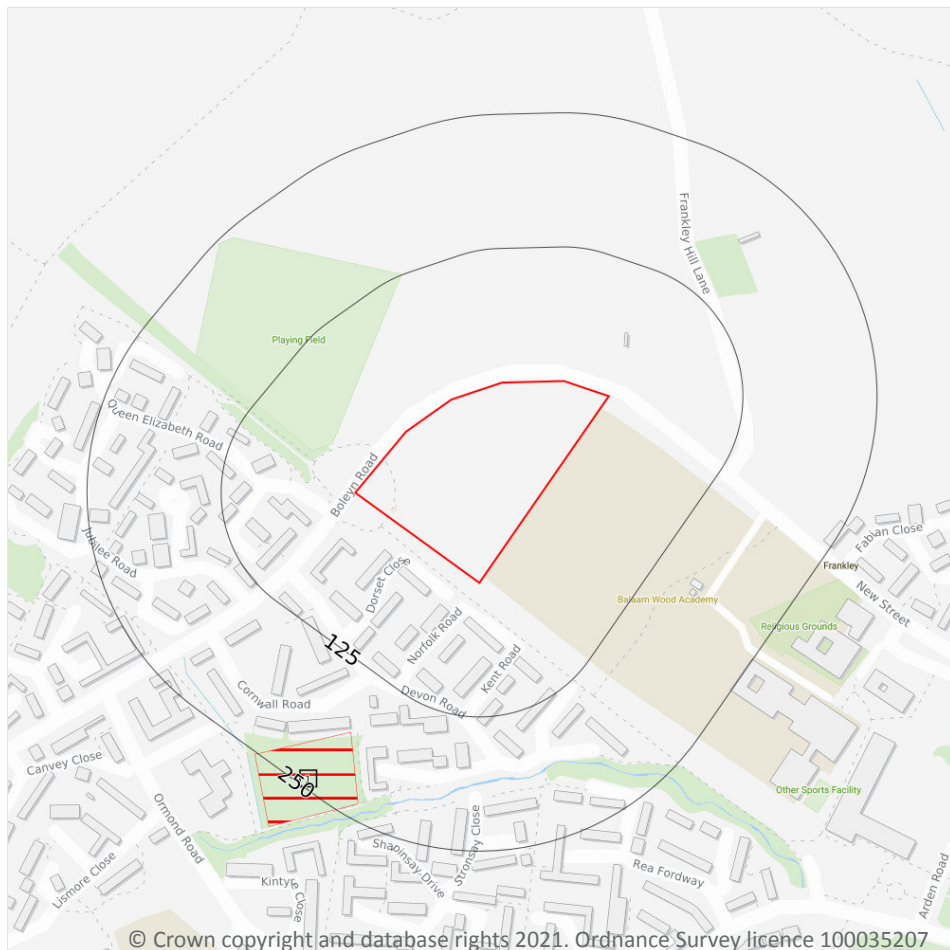 Frankley Hill Lane
Playing Field
Queen Elizabeth Road
Boleyn Road
Jubilee Road
Fabian Close
Frankley
New Street
Dorset Close
Balaam Wood Academy
Norfolk Road
Religious Grounds
125
Kent Road
Devon Road
Cornwall Road
Canvey Close
250
1
Other Sports Facility
Ormond Road
Stronsay Close
Shapinsay Drive
Rea Fordway
Lismore Close
Kintyre Close
Arden Road
© Crown copyright and database rights 2021. Ordnance Survey licence 100035207